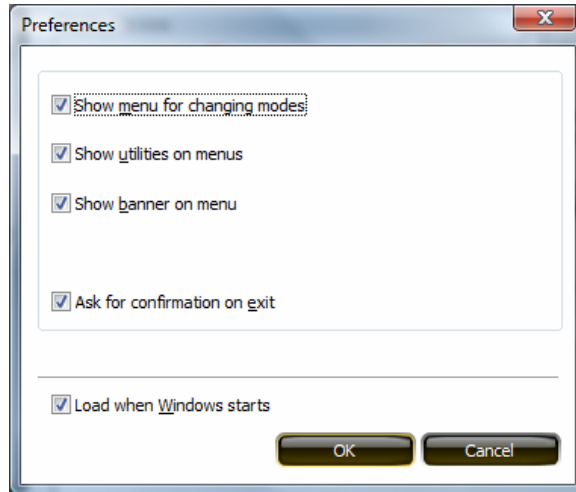 Preferences
Show menu for changing modes
Show utilities on menus
Show banner on menu
Ask for confirmation on exit
Load when Windows starts
OK Cancel